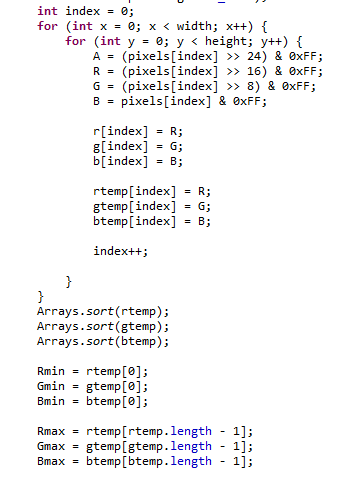 int index = 0;
for (int x = 0; x < width; x++) {
for (int y = 0; y < height; y++) {
A = (pixels[index] >> 24) & 0xFF;
R = (pixels[index] >> 16) & 0xFF;
G = (pixels[index] >> 8) & 0xFF;
B = pixels[index] & 0xFF;
r[index] = R;
g[index] = G;
b[index] = B;
rtemp[index] = R;
gtemp[index] = G;
btemp[index] = B;
index++;
}
}
Arrays.sort(rtemp);
Arrays.sort(gtemp);
Arrays.sort(btemp);
Rmin = rtemp[0];
Gmin = gtemp[0];
Bmin = btemp[0];
Rmax = rtemp[rtemp.length - 1];
Gmax = gtemp[gtemp.length - 1];
Bmax = btemp[btemp.length - 1];